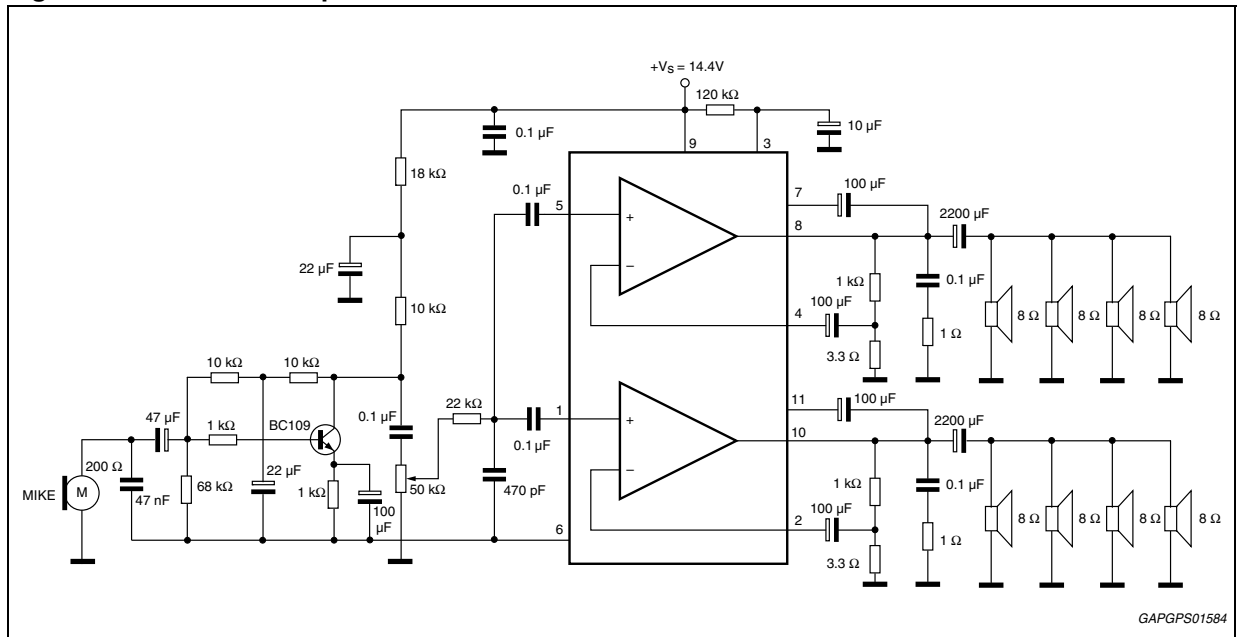 +VS = 14.4V
120 kΩ
0.1 µF
10 µF
9
3
18 kΩ
0.1 µF
5
7
100 µF
2200 µF
8
+
–
22 µF
10 kΩ
1 kΩ
0.1 µF
8 Ω
8 Ω
8 Ω
8 Ω
100 µF
4
3.3 Ω
1 Ω
10 kΩ
10 kΩ
47 µF
1 kΩ
BC109
0.1 µF
22 kΩ
1
0.1 µF
11
100 µF
2200 µF
10
+
–
200 Ω
MIKE
M
47 nF
68 kΩ
22 µF
1 kΩ
100
µF
50 kΩ
470 pF
6
1 kΩ
0.1 µF
8 Ω
8 Ω
8 Ω
8 Ω
100 µF
2
3.3 Ω
1 Ω
GAPGPS01584